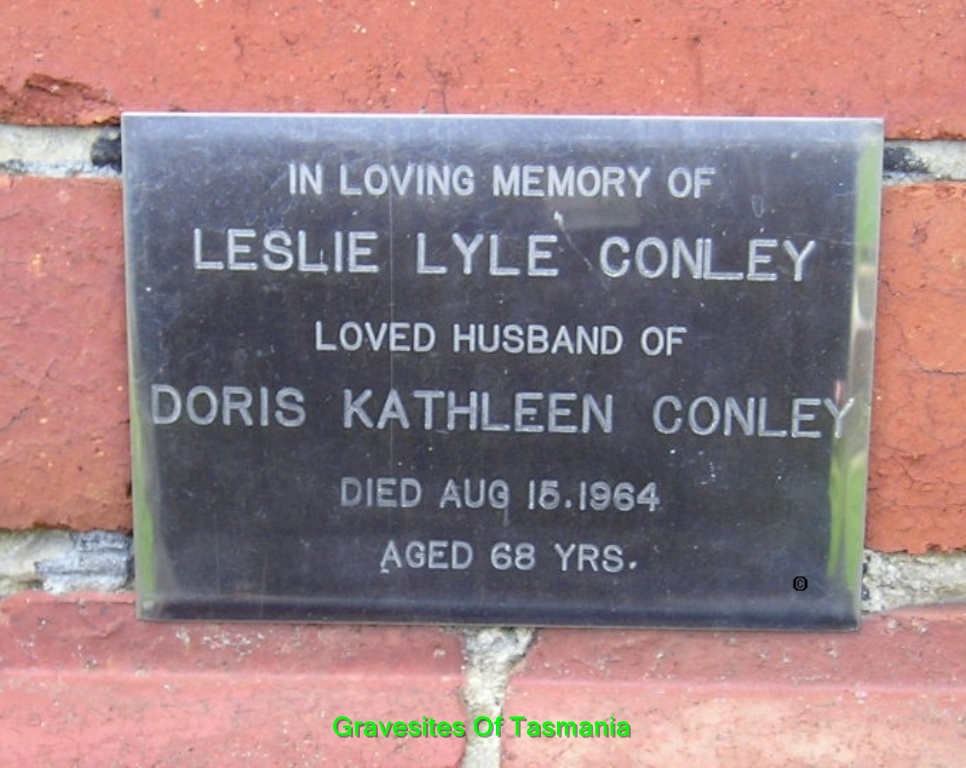 IN LOVING MEMORY OF
LESLIE LYLE CONLEY
LOVED HUSBAND OF
DORIS KATHLEEN CONLEY
DIED AUG 15.1964
AGED 68 YRS.
©
Gravesites Of Tasmania